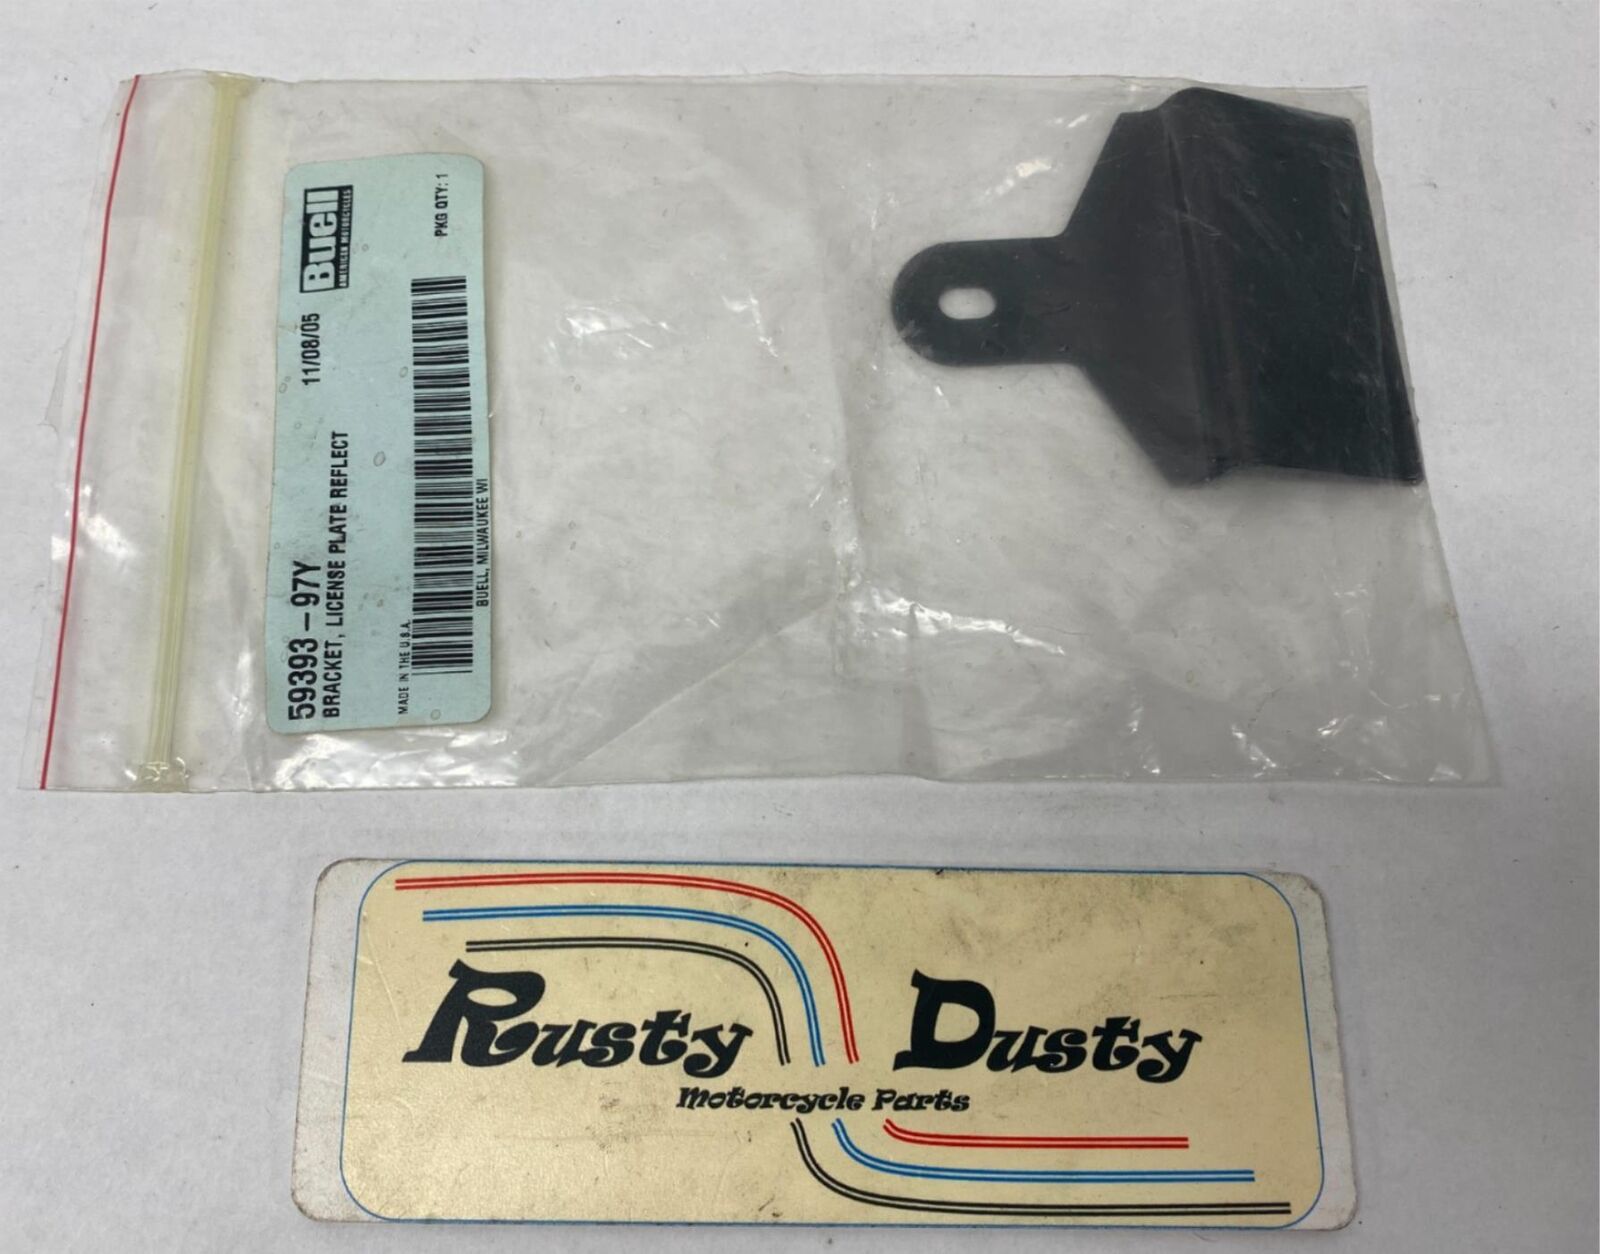 Buell
AMERICAN MOTORCYCLES
59393-97Y
11/08/05
BRACKET, LICENSE PLATE REFLECT
PKG QTY: 1
MADE IN THE U.S.A.
BUELL, MILWAUKEE WI
Rusty Dusty
Motorcycle Parts